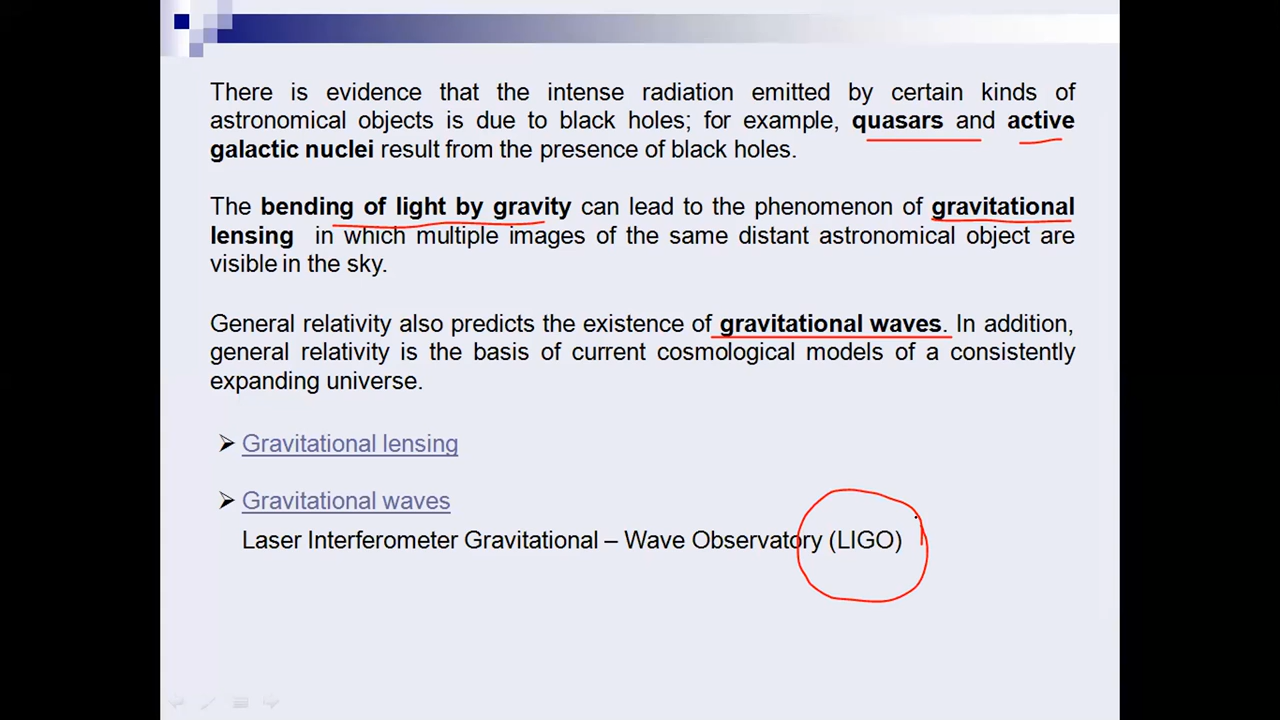 There is evidence that the intense radiation emitted by certain kinds of
astronomical objects is due to black holes; for example, quasars and active
galactic nuclei result from the presence of black holes.
The bending of light by gravity can lead to the phenomenon of gravitational
lensing in which multiple images of the same distant astronomical object are
visible in the sky.
General relativity also predicts the existence of gravitational waves. In addition,
general relativity is the basis of current cosmological models of a consistently
expanding universe.
➢ Gravitational lensing
➢ Gravitational waves
Laser Interferometer Gravitational – Wave Observatory (LIGO)